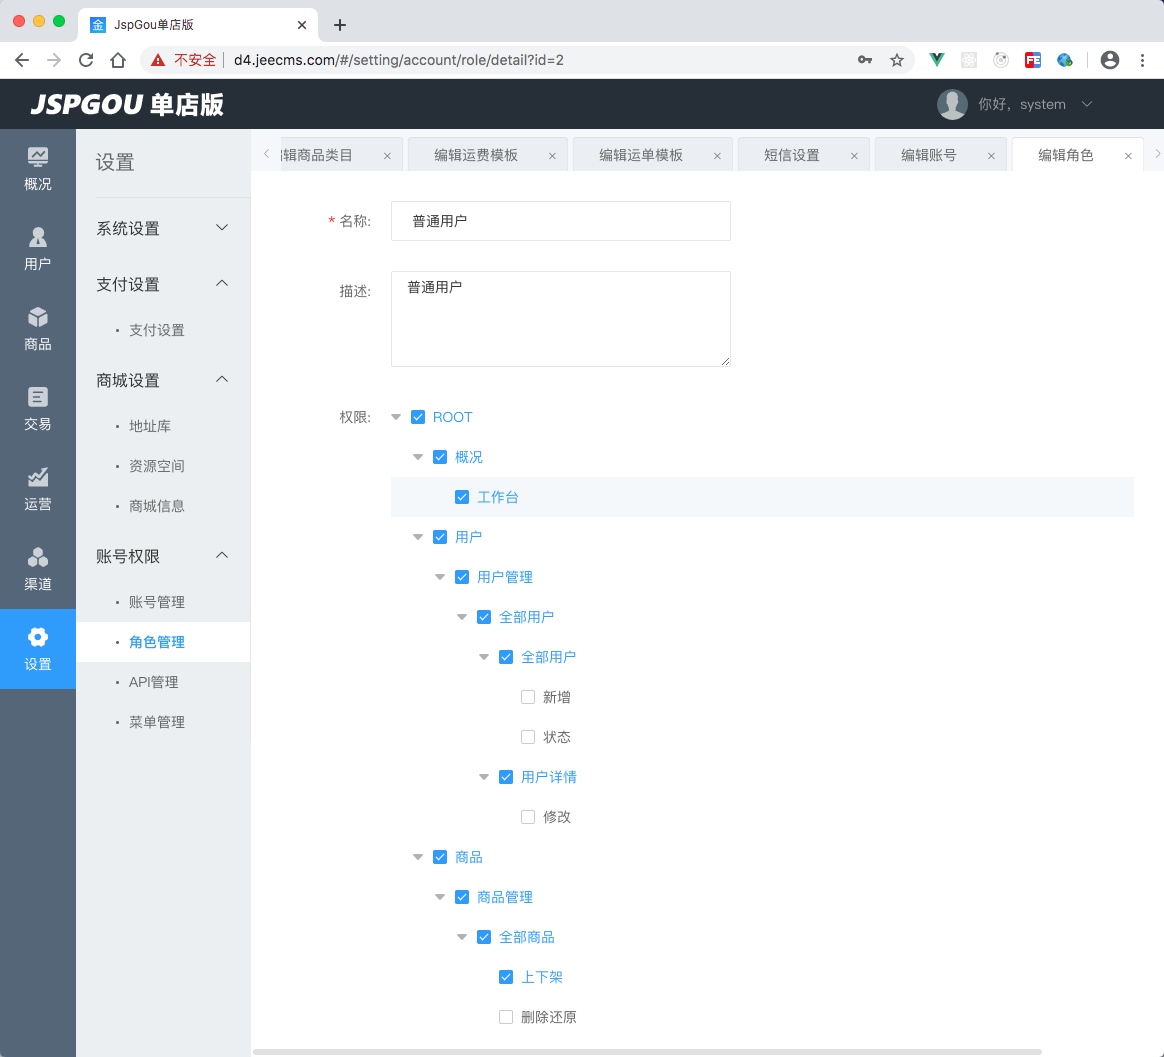 金 JspGou单店版
不安全 d4.jeecms.com/#/setting/account/role/detail?id=2
FE
JSPGOU 单店版
你好，system
概况
用户
商品
交易
运营
渠道
设置
设置
系统设置
支付设置
支付设置
商城设置
地址库
资源空间
商城信息
账号权限
账号管理
角色管理
API管理
菜单管理
辑商品类目
编辑运费模板
编辑运单模板
短信设置
编辑账号
编辑角色
* 名称: 普通用户
描述: 普通用户
权限: ROOT
概况
工作台
用户
用户管理
全部用户
全部用户
新增
状态
用户详情
修改
商品
商品管理
全部商品
上下架
删除还原